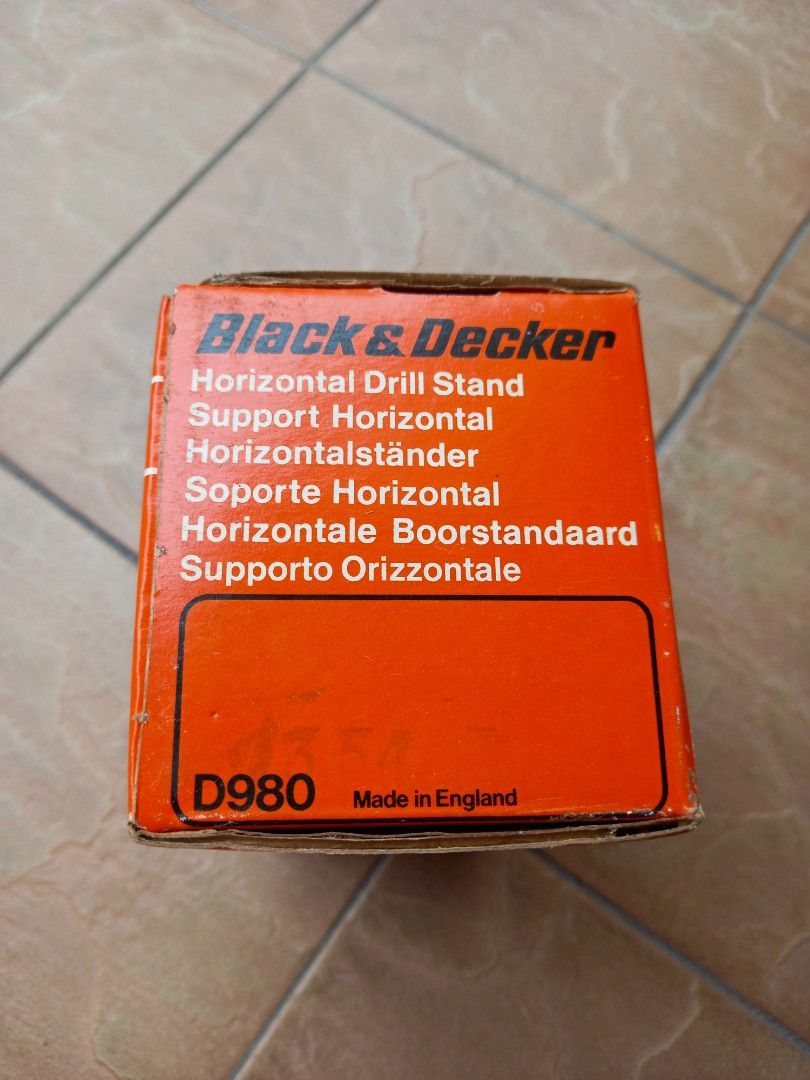 Black & Decker
Horizontal Drill Stand
Support Horizontal
Horizontalständer
Soporte Horizontal
Horizontale Boorstandaard
Supporto Orizzontale
D980 Made in England